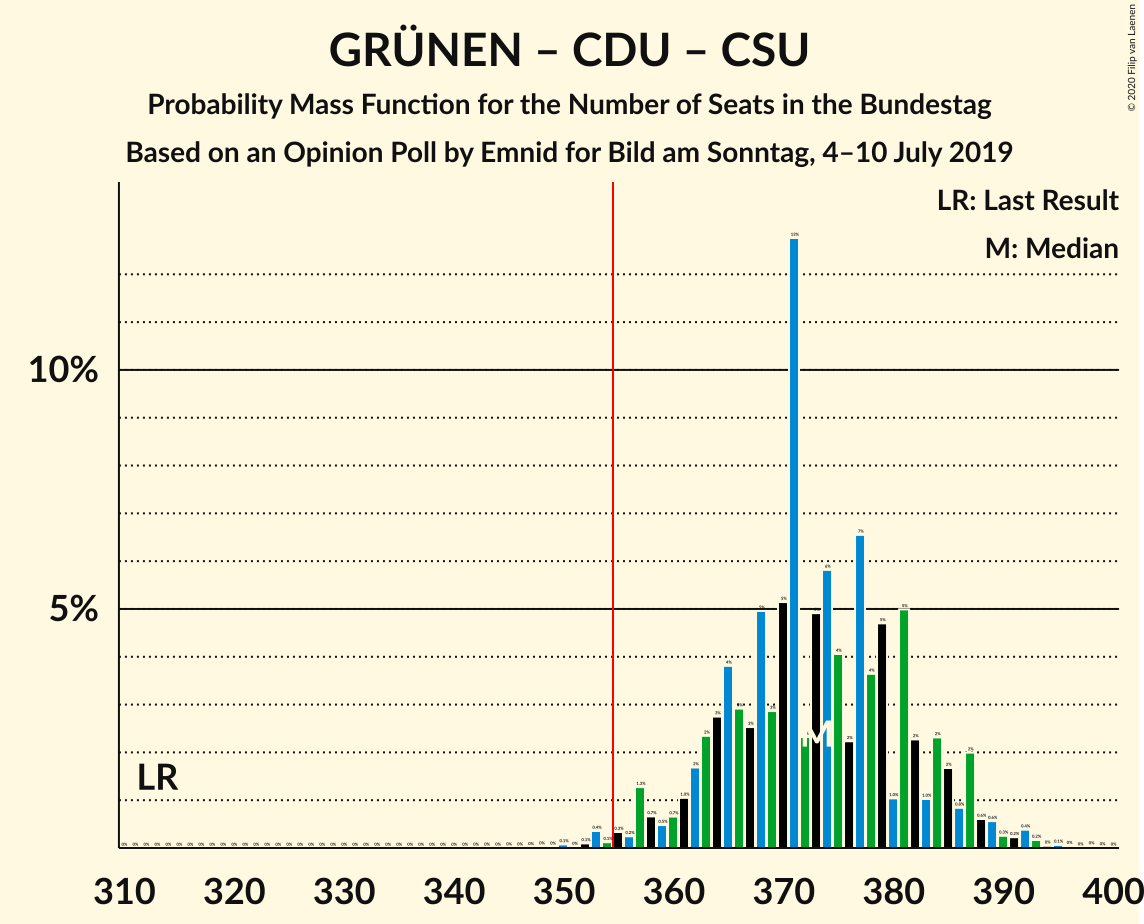 GRÜNEN – CDU – CSU
Probability Mass Function for the Number of Seats in the Bundestag
Based on an Opinion Poll by Emnid for Bild am Sonntag, 4–10 July 2019
© 2020 Filip van Laenen
LR: Last Result
M: Median
10%
5%
LR
M
310 320 330 340 350 360 370 380 390 400